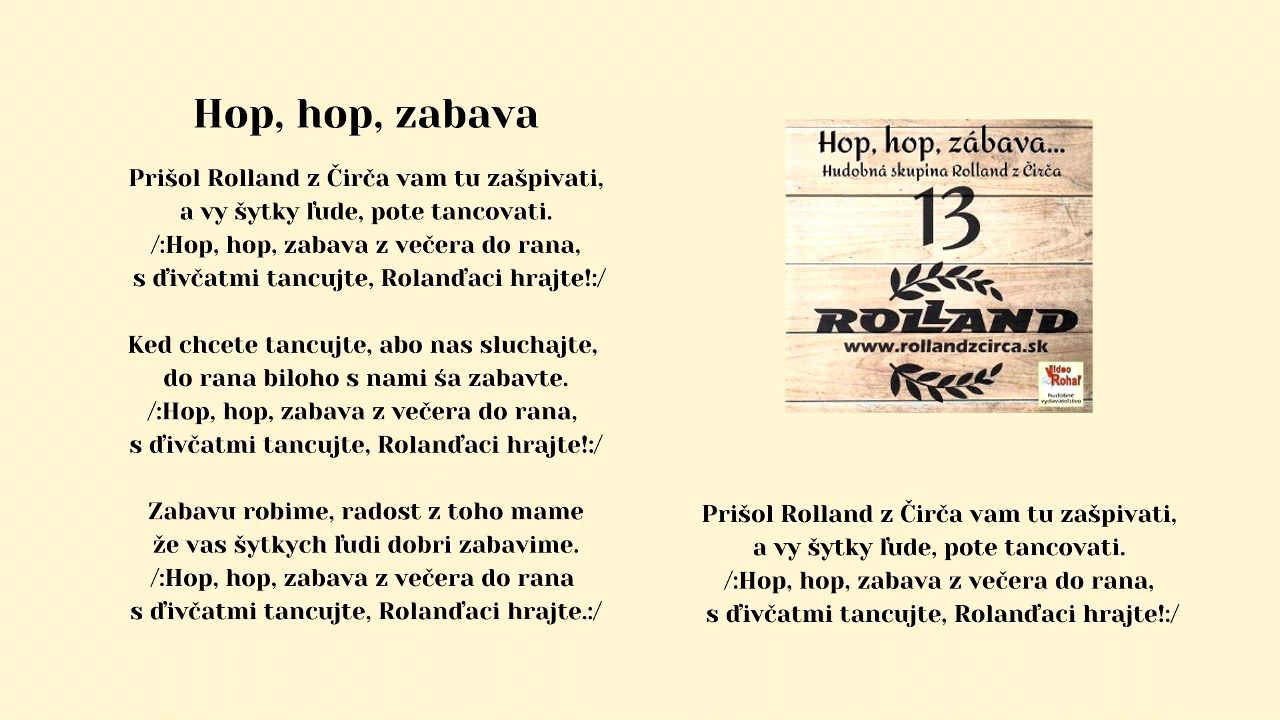 Hop, hop, zabava
Prišol Rolland z Čirča vam tu zašpivati,
a vy šytky ľude, pote tancovati.
/:Hop, hop, zabava z večera do rana,
s ďivčatmi tancujte, Rolanďaci hrajte!:/
Ked chcete tancujte, abo nas sluchajte,
do rana biloho s nami śa zabavte.
/:Hop, hop, zabava z večera do rana,
s ďivčatmi tancujte, Rolanďaci hrajte!:/
Zabavu robime, radost z toho mame
že vas šytkych ľudi dobri zabavime.
/:Hop, hop, zabava z večera do rana
s ďivčatmi tancujte, Rolanďaci hrajte.:/
Hop, hop, zábava...
Hudobná skupina Rolland z Čirča
13
ROLLAND
www.rollandzcirca.sk
Video
Rohaľ
hudobné
vydavateľstvo
Prišol Rolland z Čirča vam tu zašpivati,
a vy šytky ľude, pote tancovati.
/:Hop, hop, zabava z večera do rana,
s ďivčatmi tancujte, Rolanďaci hrajte!:/